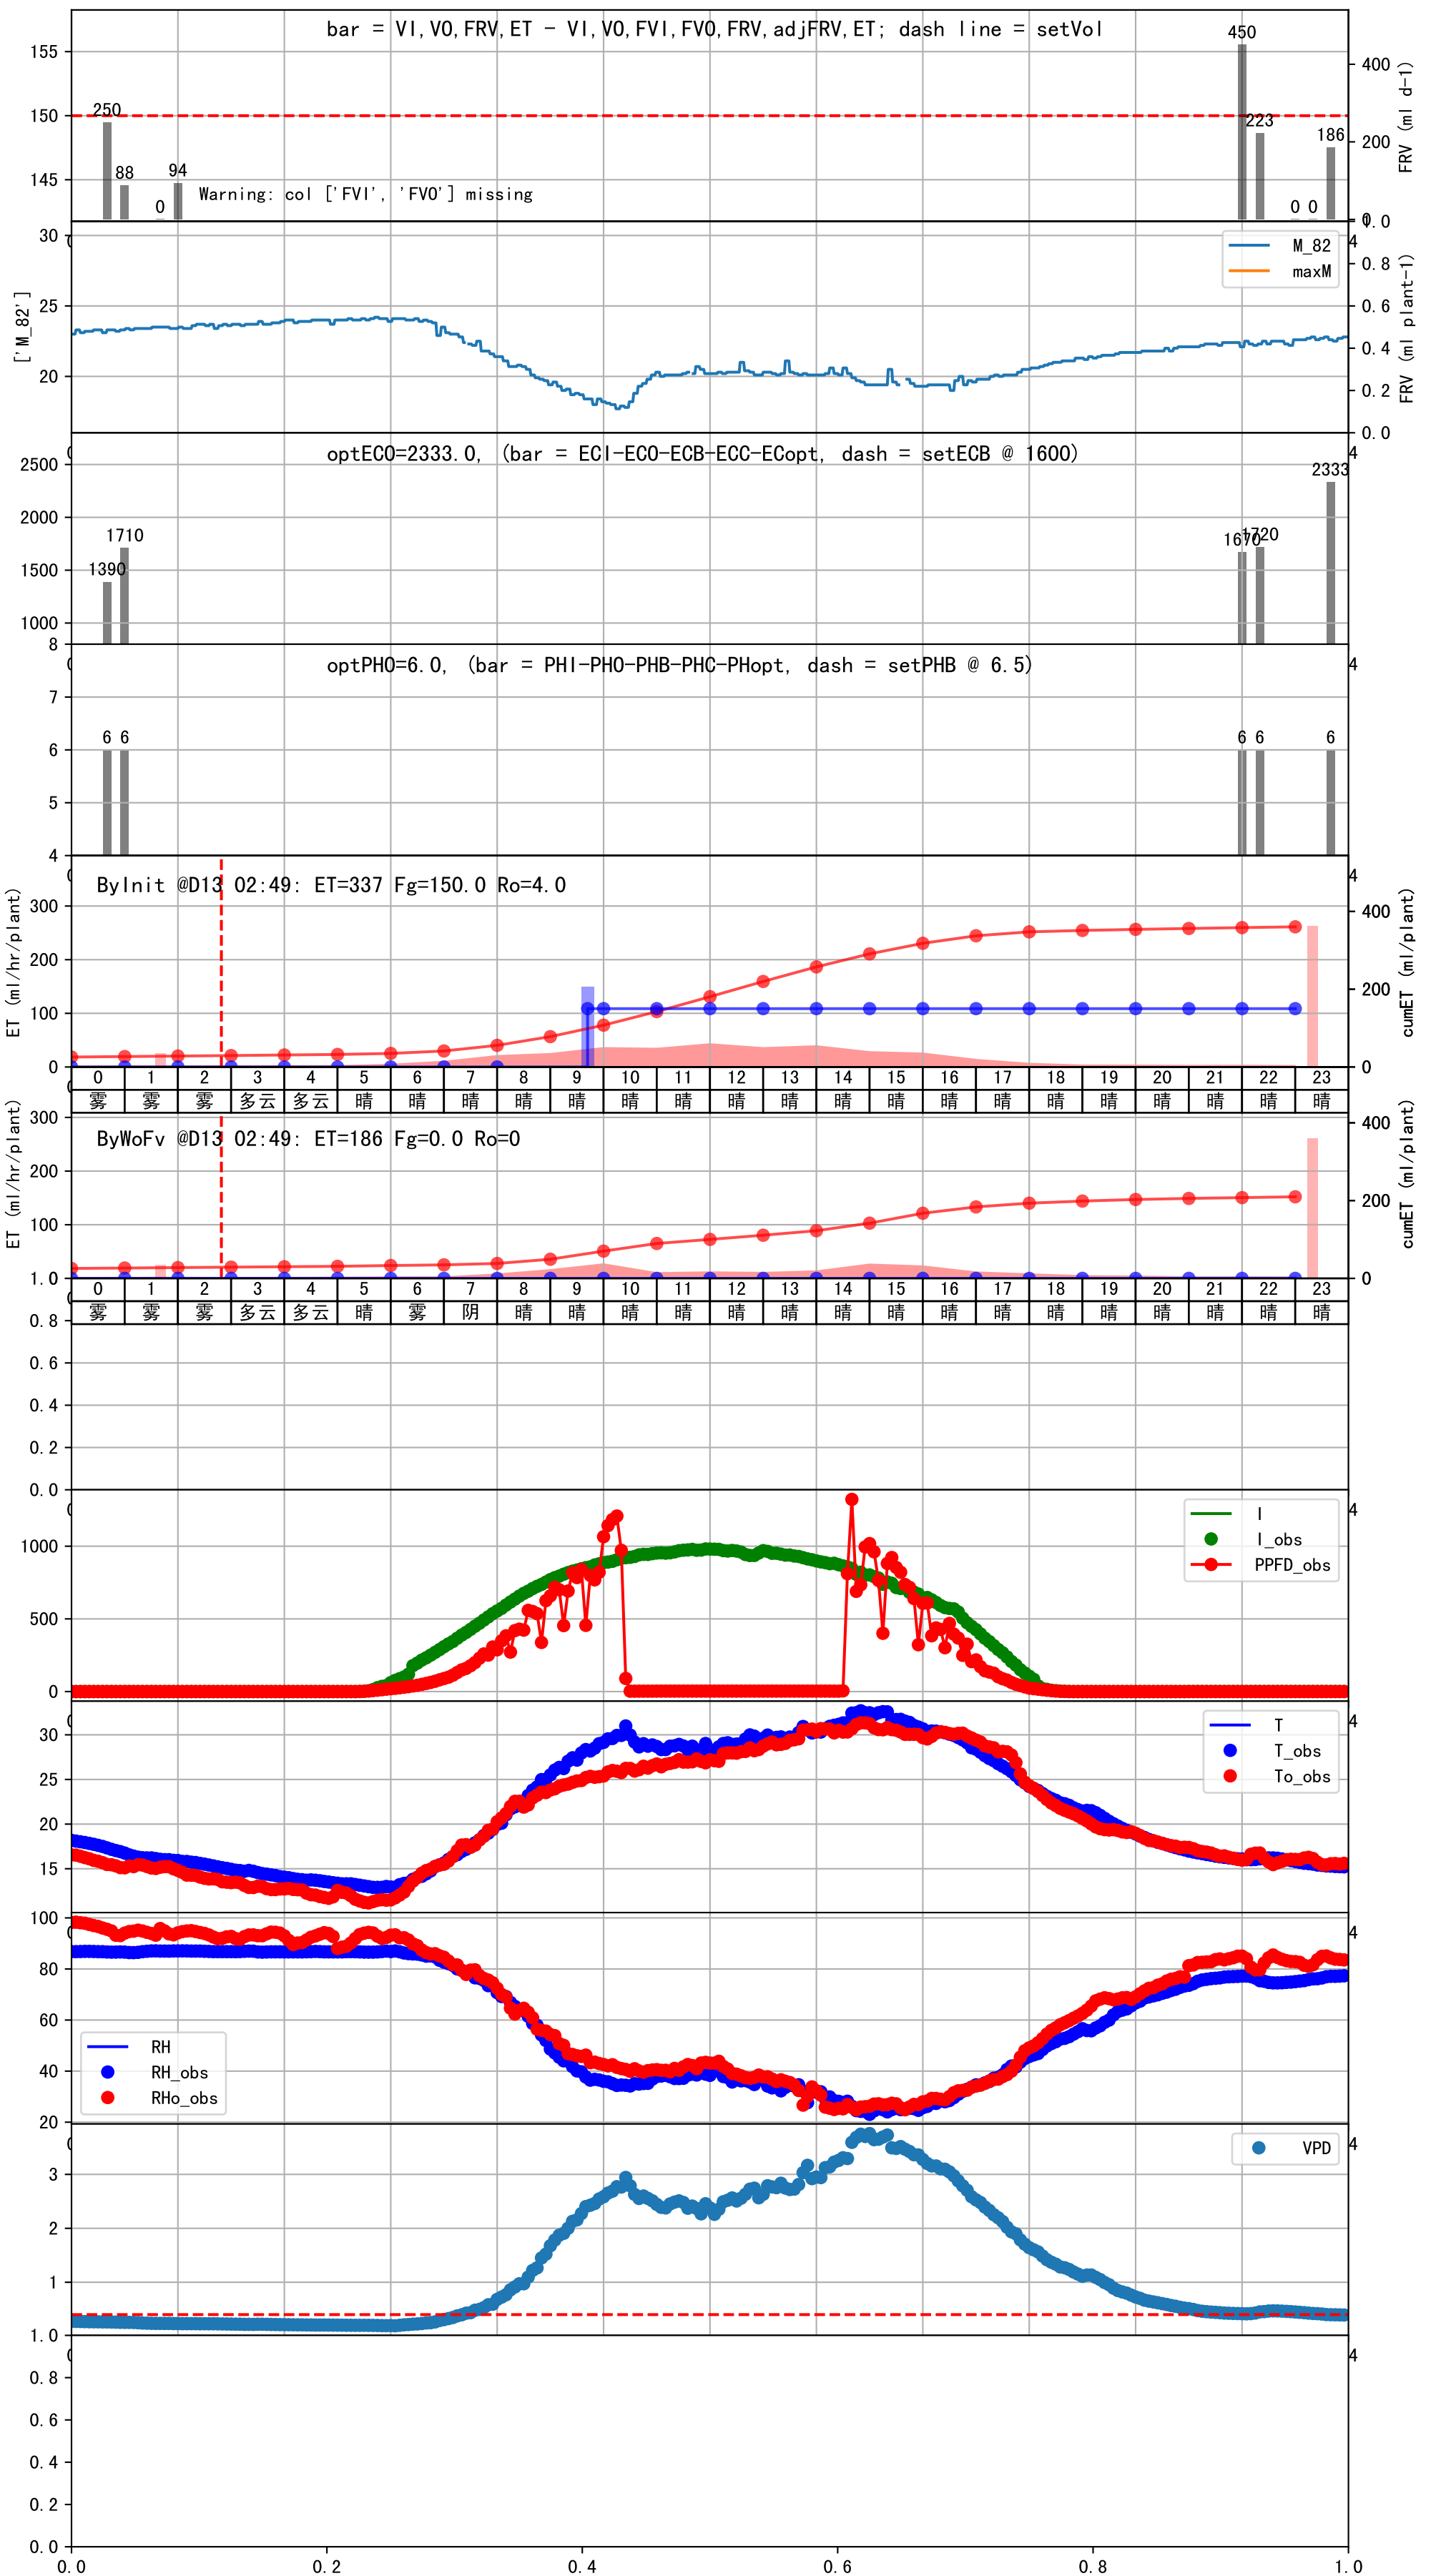 bar = VI,VO,FRV,ET - VI,VO,FVI,FVO,FRV,adjFRV,ET; dash line = setVol
155
150
145
250
88
0
94
Warning: col ['FVI', 'FVO'] missing
450
223
0
0
186
400
200
0
FRV (ml d-1)
30
25
20
['M_82']
M_82
maxM
1.0
0.8
0.6
0.4
0.2
0.0
FRV (ml plant-1)
optECO=2333.0, (bar = ECI-ECO-ECB-ECC-ECopt, dash = setECB @ 1600)
2500
2000
1500
1000
1390
1710
1670
1720
2333
optPHO=6.0, (bar = PHI-PHO-PHB-PHC-PHopt, dash = setPHB @ 6.5)
8
7
6
5
4
6
6
6
6
6
ByInit @D13 02:49: ET=337 Fg=150.0 Ro=4.0
300
200
100
0
ET (ml/hr/plant)
400
200
0
cumET (ml/plant)
0 1 2 3 4 5 6 7 8 9 10 11 12 13 14 15 16 17 18 19 20 21 22 23
雾 雾 雾 多云 多云 晴 晴 晴 晴 晴 晴 晴 晴 晴 晴 晴 晴 晴 晴 晴 晴 晴 晴 晴
ByWoFv @D13 02:49: ET=186 Fg=0.0 Ro=0
300
200
100
ET (ml/hr/plant)
400
200
0
cumET (ml/plant)
0 1 2 3 4 5 6 7 8 9 10 11 12 13 14 15 16 17 18 19 20 21 22 23
雾 雾 雾 多云 多云 晴 雾 阴 晴 晴 晴 晴 晴 晴 晴 晴 晴 晴 晴 晴 晴 晴 晴 晴
1.0
0.8
0.6
0.4
0.2
0.0
1000
500
0
I
I_obs
PPFD_obs
30
25
20
15
T
T_obs
To_obs
100
80
60
40
20
RH
RH_obs
RHo_obs
3
2
1
VPD
1.0
0.8
0.6
0.4
0.2
0.0
0.0 0.2 0.4 0.6 0.8 1.0